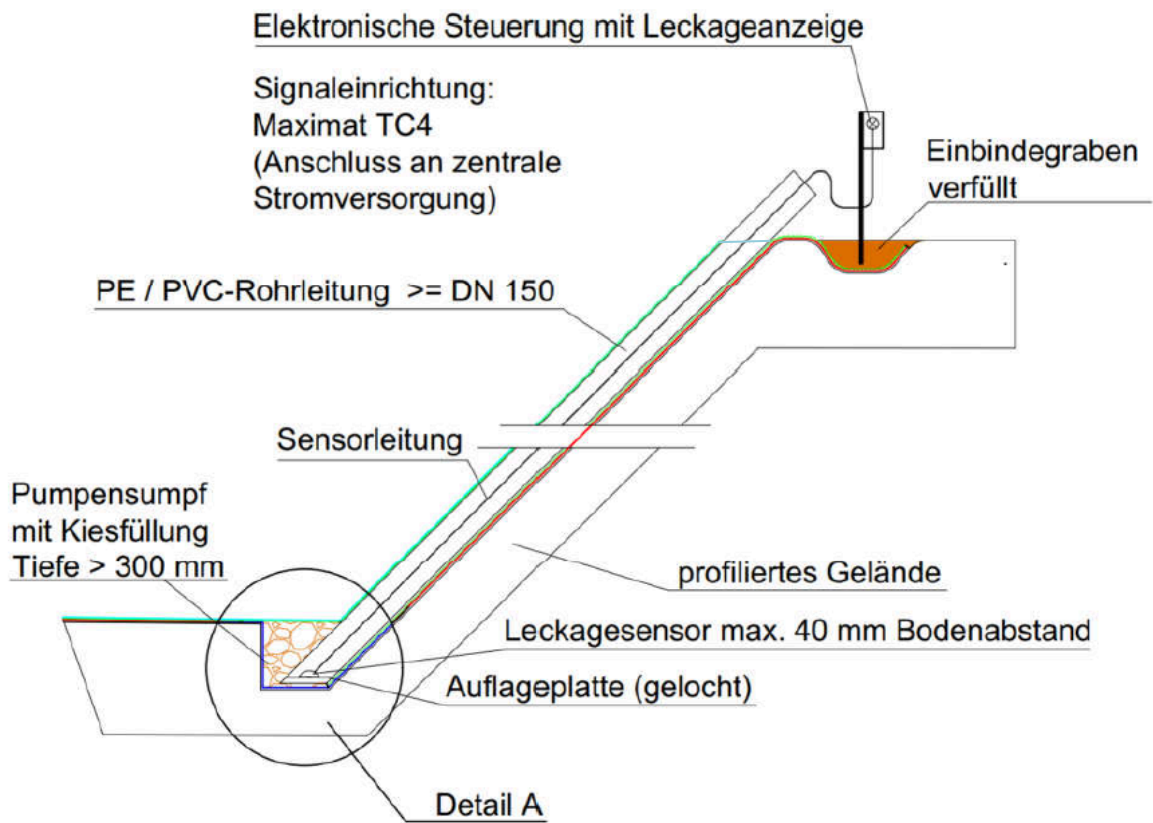 Elektronische Steuerung mit Leckageanzeige
Signaleinrichtung:
Maximat TC4
(Anschluss an zentrale
Stromversorgung)
Einbindegraben
verfüllt
PE / PVC-Rohrleitung >= DN 150
Sensorleitung
Pumpensumpf
mit Kiesfüllung
Tiefe > 300 mm
profiliertes Gelände
Leckagesensor max. 40 mm Bodenabstand
Auflageplatte (gelocht)
Detail A